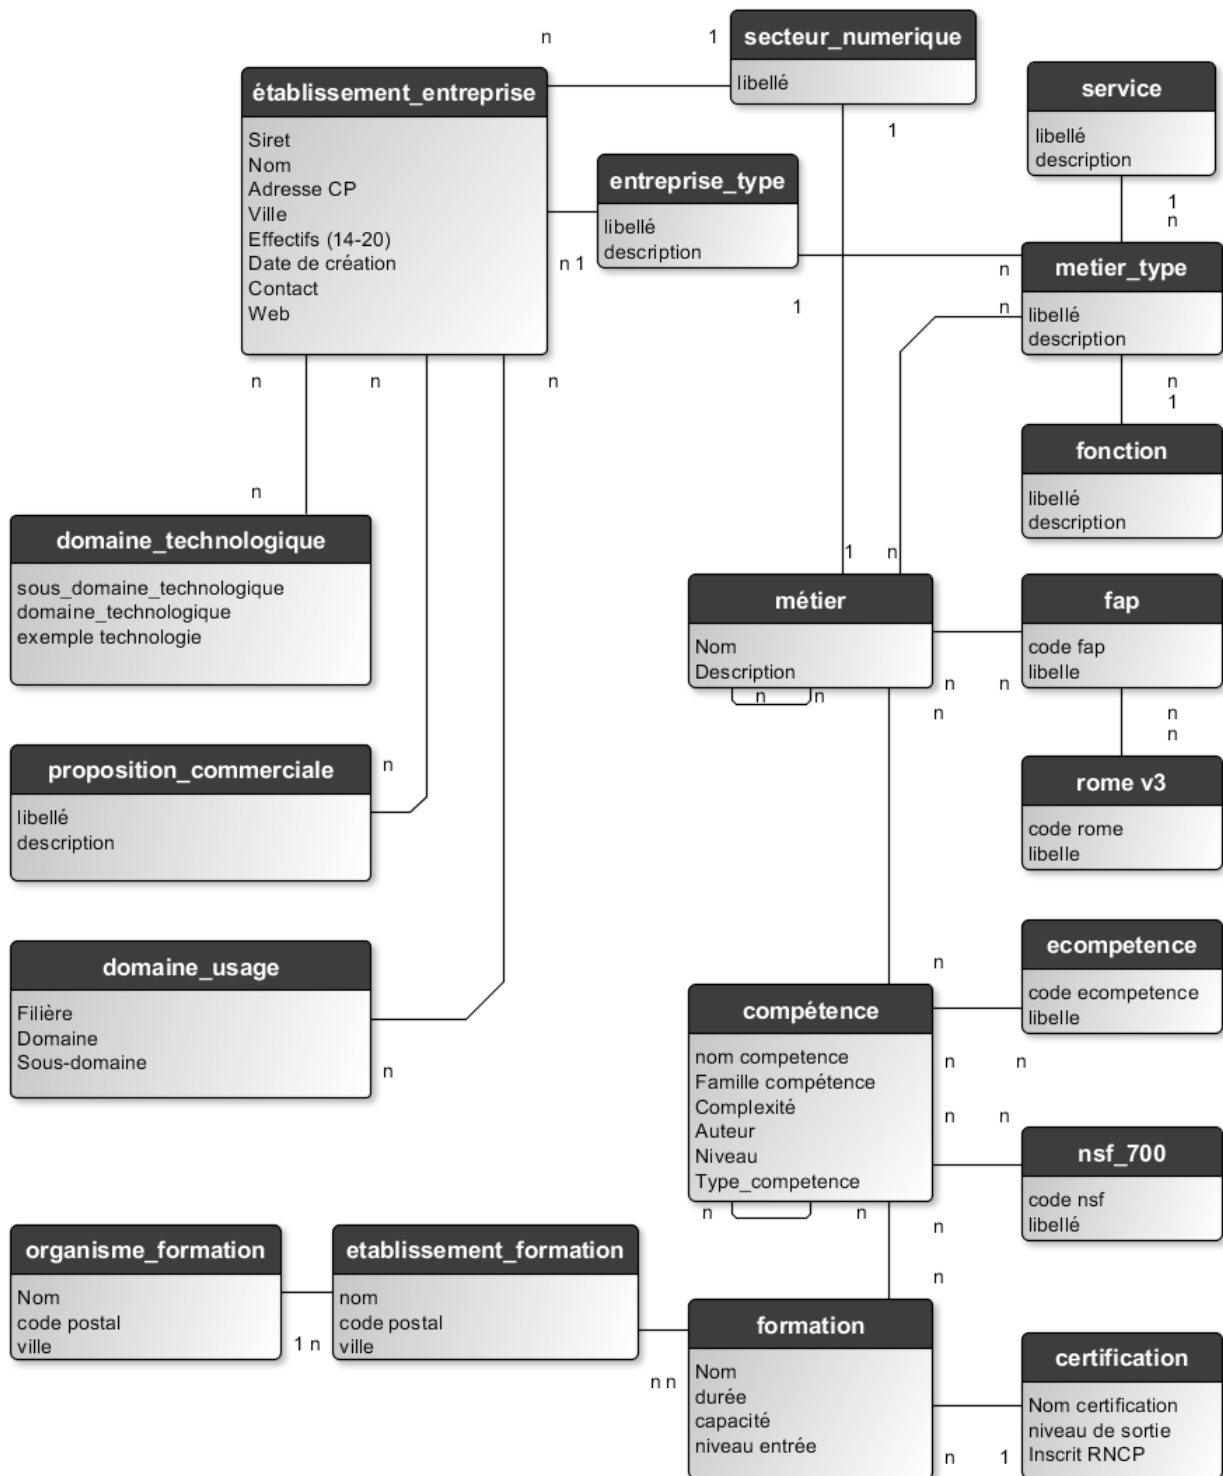 n
1
secteur_numerique
libellé
établissement_entreprise
Siret
Nom
Adresse CP
Ville
Effectifs (14-20)
Date de création
Contact
Web
service
libellé
description
1
entreprise_type
libellé
description
n 1
1
1
n
metier_type
libellé
description
n
n
n
1
fonction
libellé
description
n
n
n
n
domaine_technologique
sous_domaine_technologique
domaine_technologique
exemple technologie
1
n
métier
Nom
Description
n
n
n
n
n
fap
code fap
libelle
n
n
rome v3
code rome
libelle
proposition_commerciale
libellé
description
n
domaine_usage
Filière
Domaine
Sous-domaine
n
n
compétence
nom competence
Famille compétence
Complexité
Auteur
Niveau
Type_competence
ecompetence
code ecompetence
libelle
n
n
n
n
nsf_700
code nsf
libellé
n
n
n
n
organisme_formation
Nom
code postal
ville
1 n
etablissement_formation
nom
code postal
ville
n n
formation
Nom
durée
capacité
niveau entrée
n
1
certification
Nom certification
niveau de sortie
Inscrit RNCP